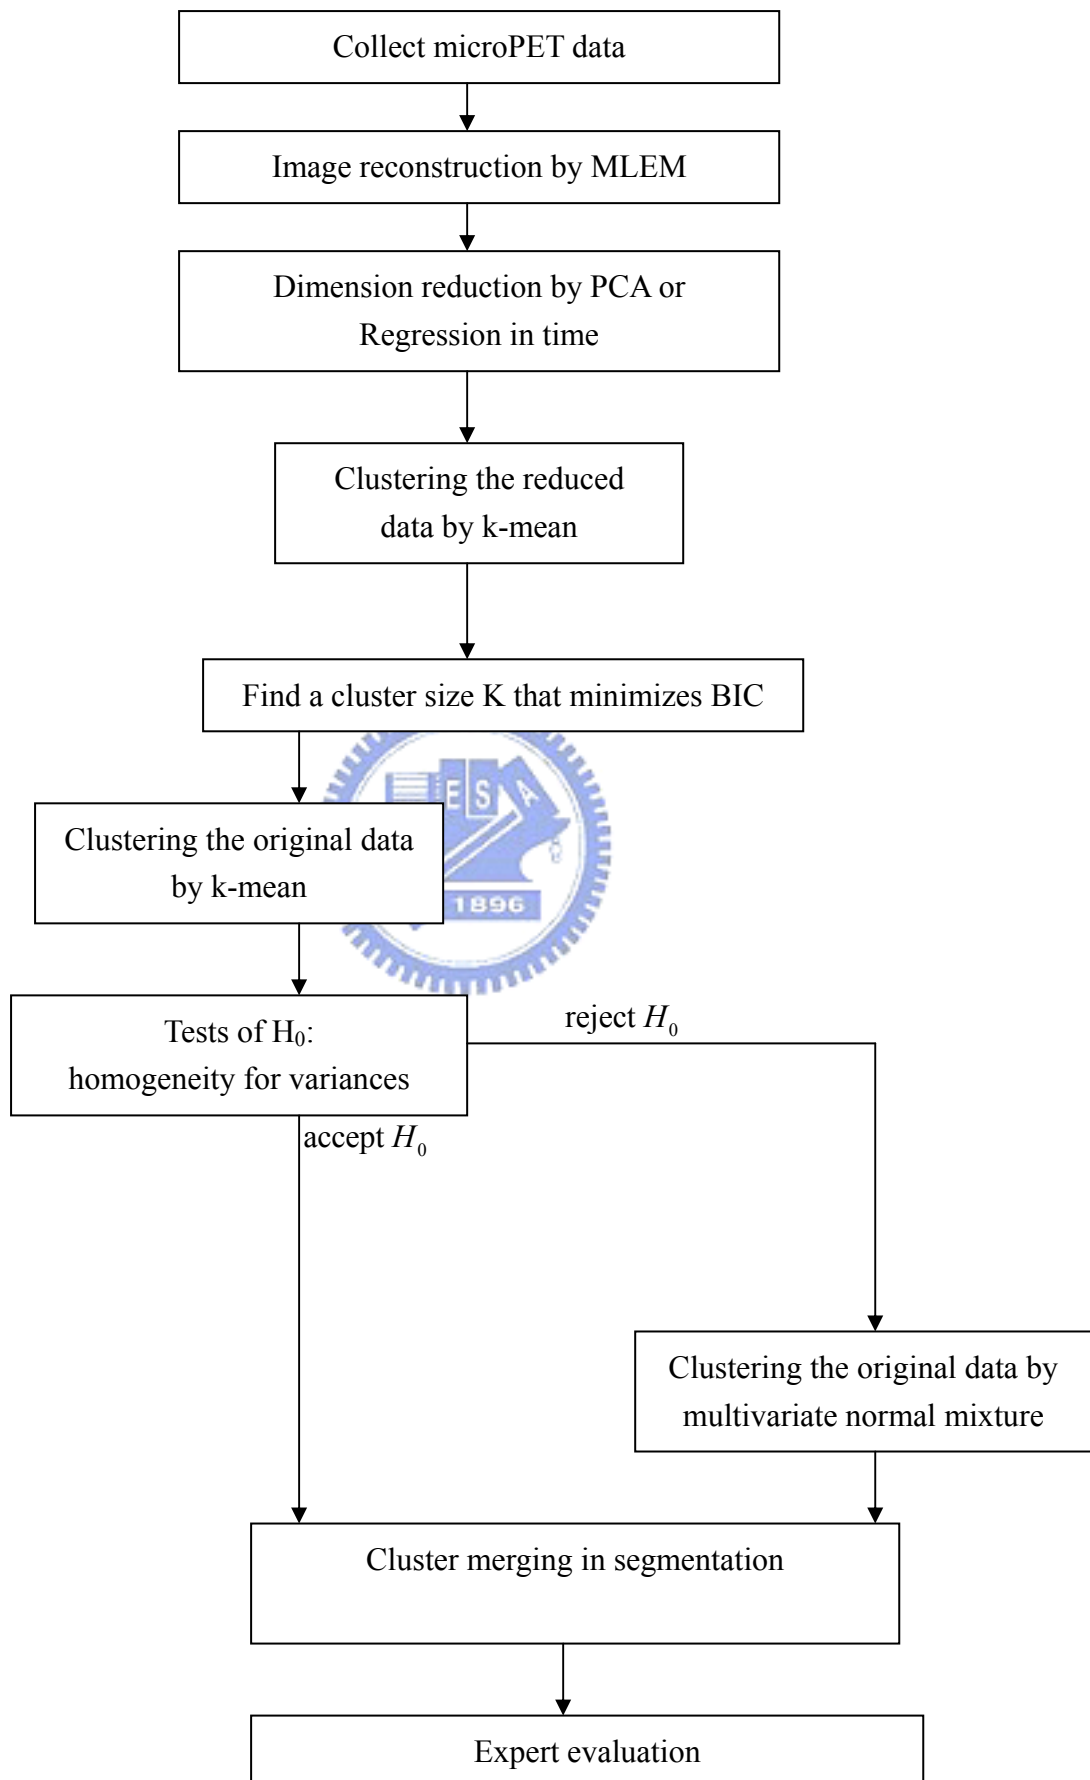 Collect microPET data
Image reconstruction by MLEM
Dimension reduction by PCA or
Regression in time
Clustering the reduced
data by k-mean
Find a cluster size K that minimizes BIC
E S A
Clustering the original data
by k-mean
1896
Tests of H₀:
homogeneity for variances
reject H₀
accept H₀
Clustering the original data by
multivariate normal mixture
Cluster merging in segmentation
Expert evaluation